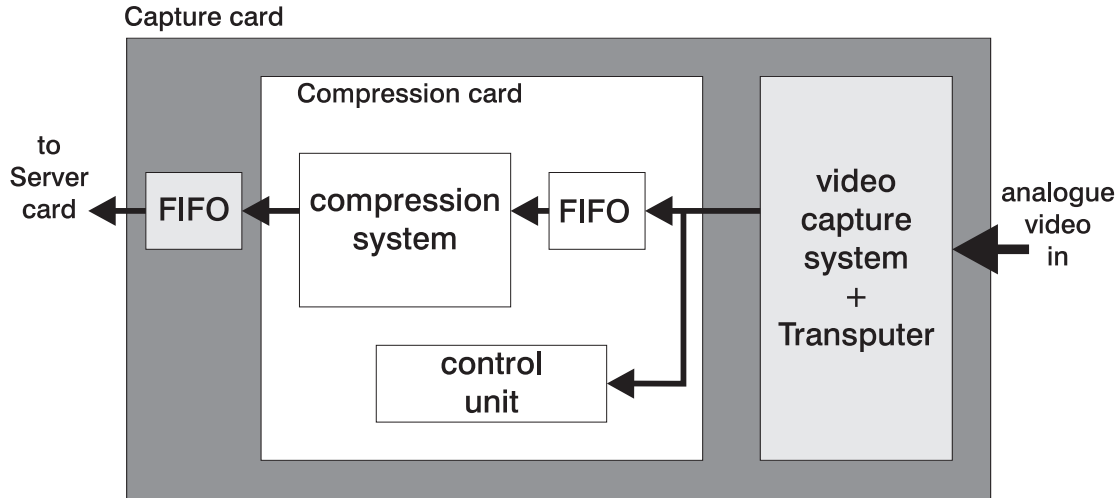 Capture card
Compression card
to
Server
card
FIFO
compression
system
FIFO
video
capture
system
+
Transputer
analogue
video
in
control
unit